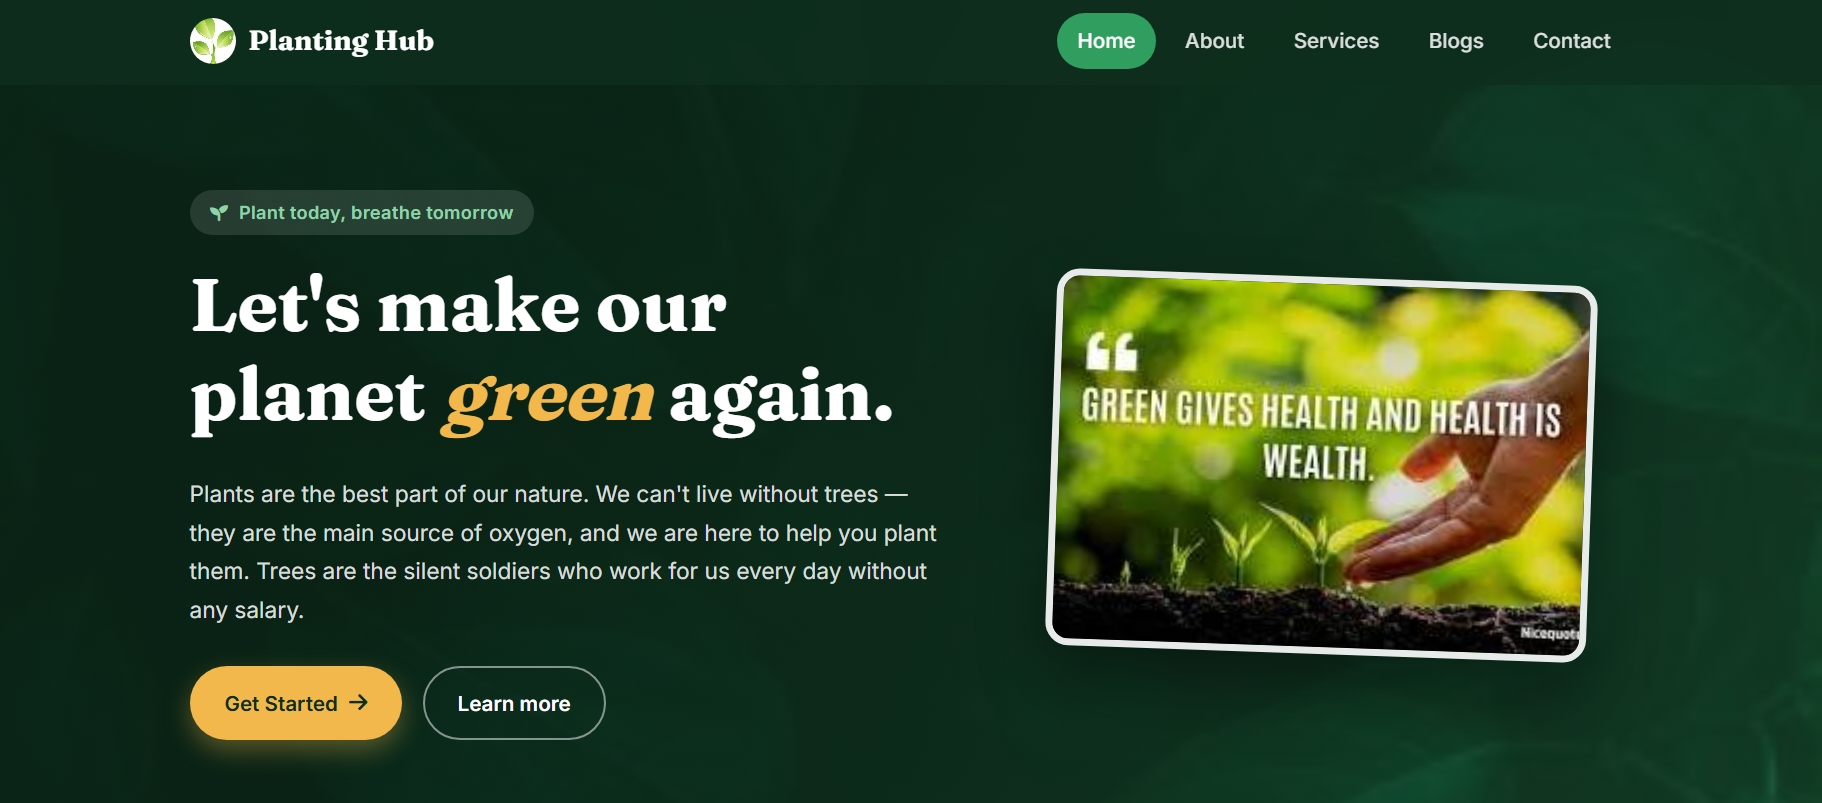 Planting Hub
Home
About
Services
Blogs
Contact
Plant today, breathe tomorrow
Let's make our
planet green again.
Plants are the best part of our nature. We can't live without trees —
they are the main source of oxygen, and we are here to help you plant
them. Trees are the silent soldiers who work for us every day without
any salary.
Get Started →
Learn more
“
GREEN GIVES HEALTH AND HEALTH IS
WEALTH.
Nicequot